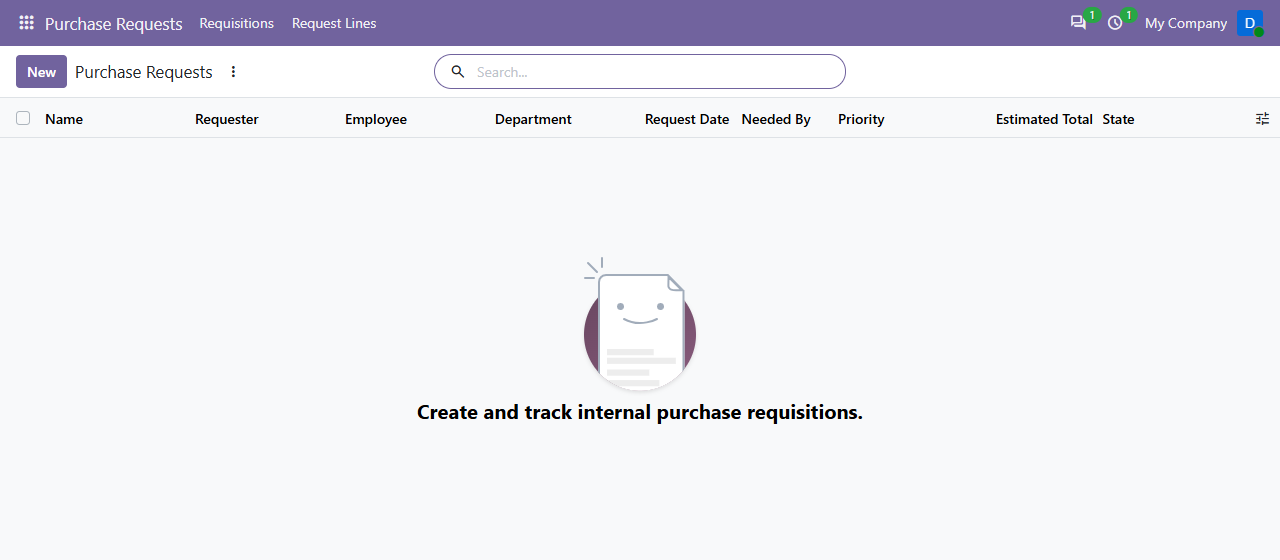 Purchase Requests Requisitions Request Lines 1 1 My Company D
New Purchase Requests Search...
Name Requester Employee Department Request Date Needed By Priority Estimated Total State
Create and track internal purchase requisitions.